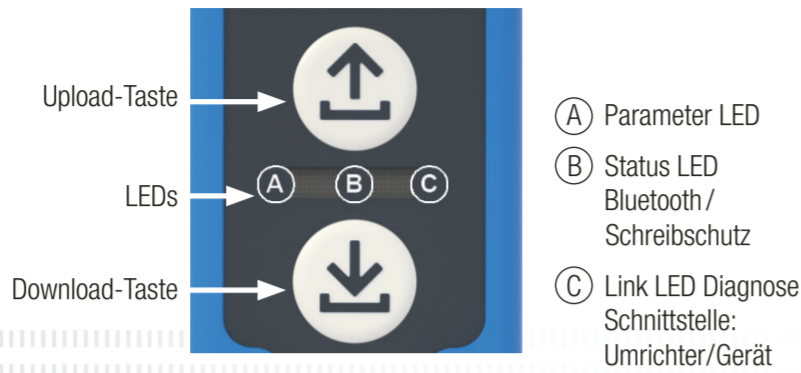 Upload-Taste
LEDs
A B C
Download-Taste
A Parameter LED
B Status LED
Bluetooth /
Schreibschutz
C Link LED Diagnose
Schnittstelle:
Umrichter/Gerät